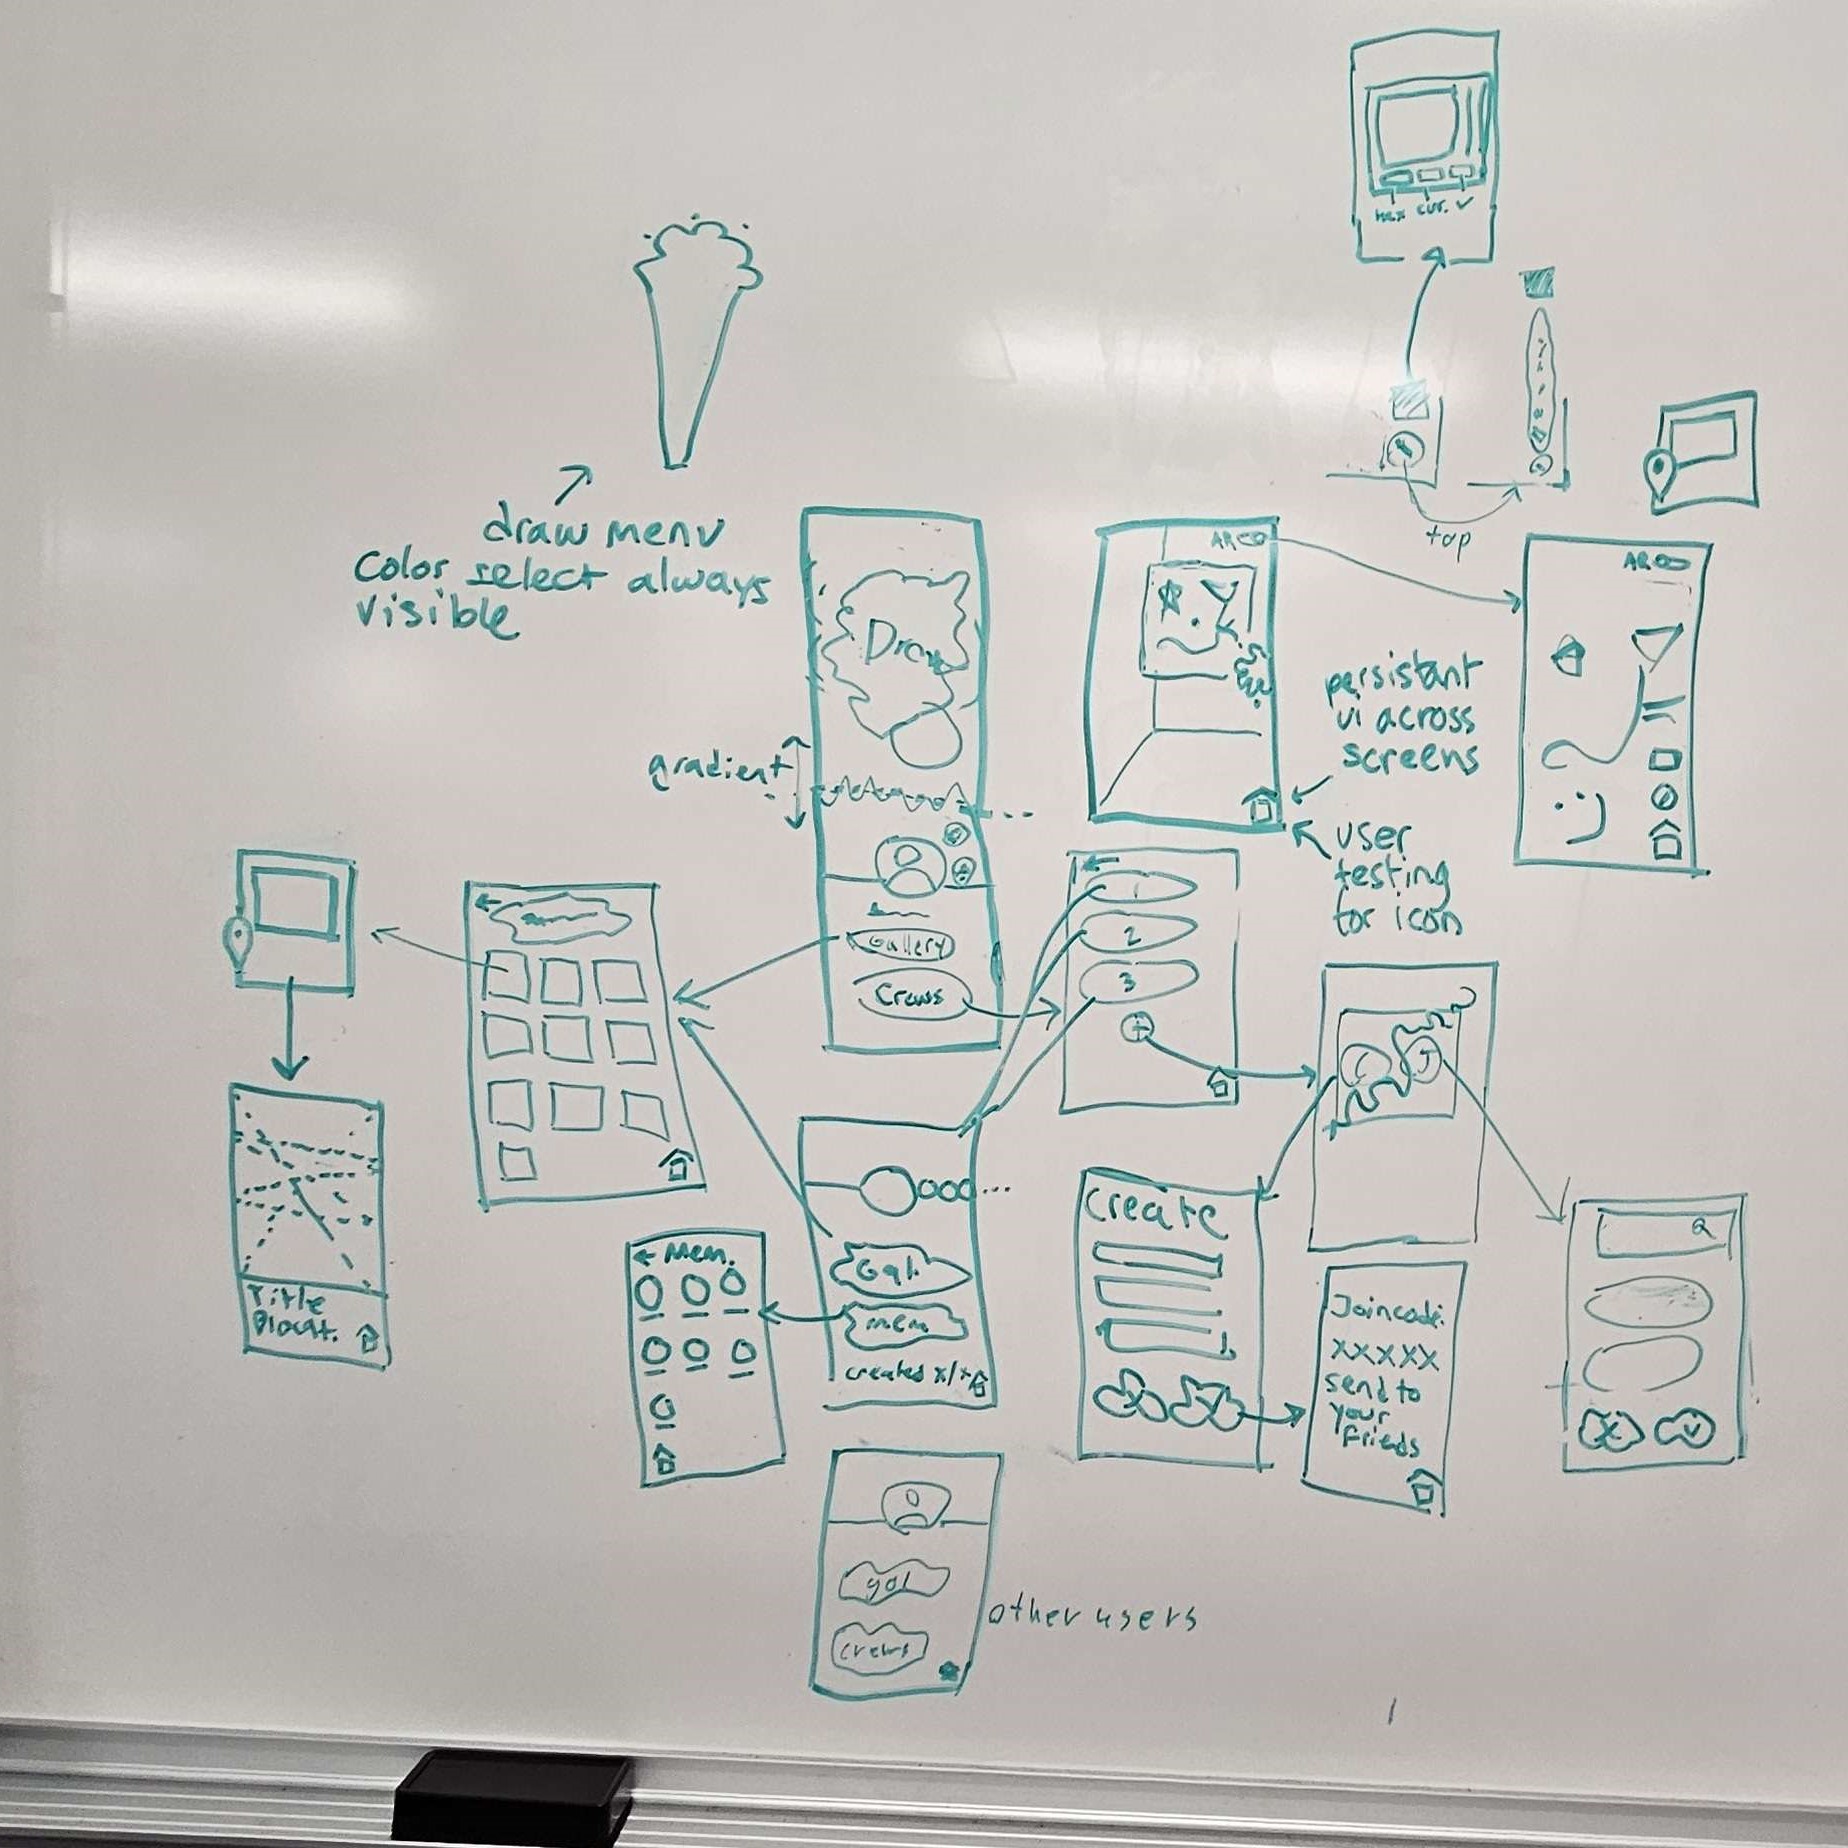 hex cur. ✓
tap
draw menu
Color select always
visible
Draw
gradient
AR
AR
persistant
ui across
screens
user
testing
for icon
Gallery
Crews
1
2
3
+
C
J
Title
Create
Joincode:
XXXXX
send to
your
friends
← Mem.
Gal.
mem
created x/x
gal
crews
other users